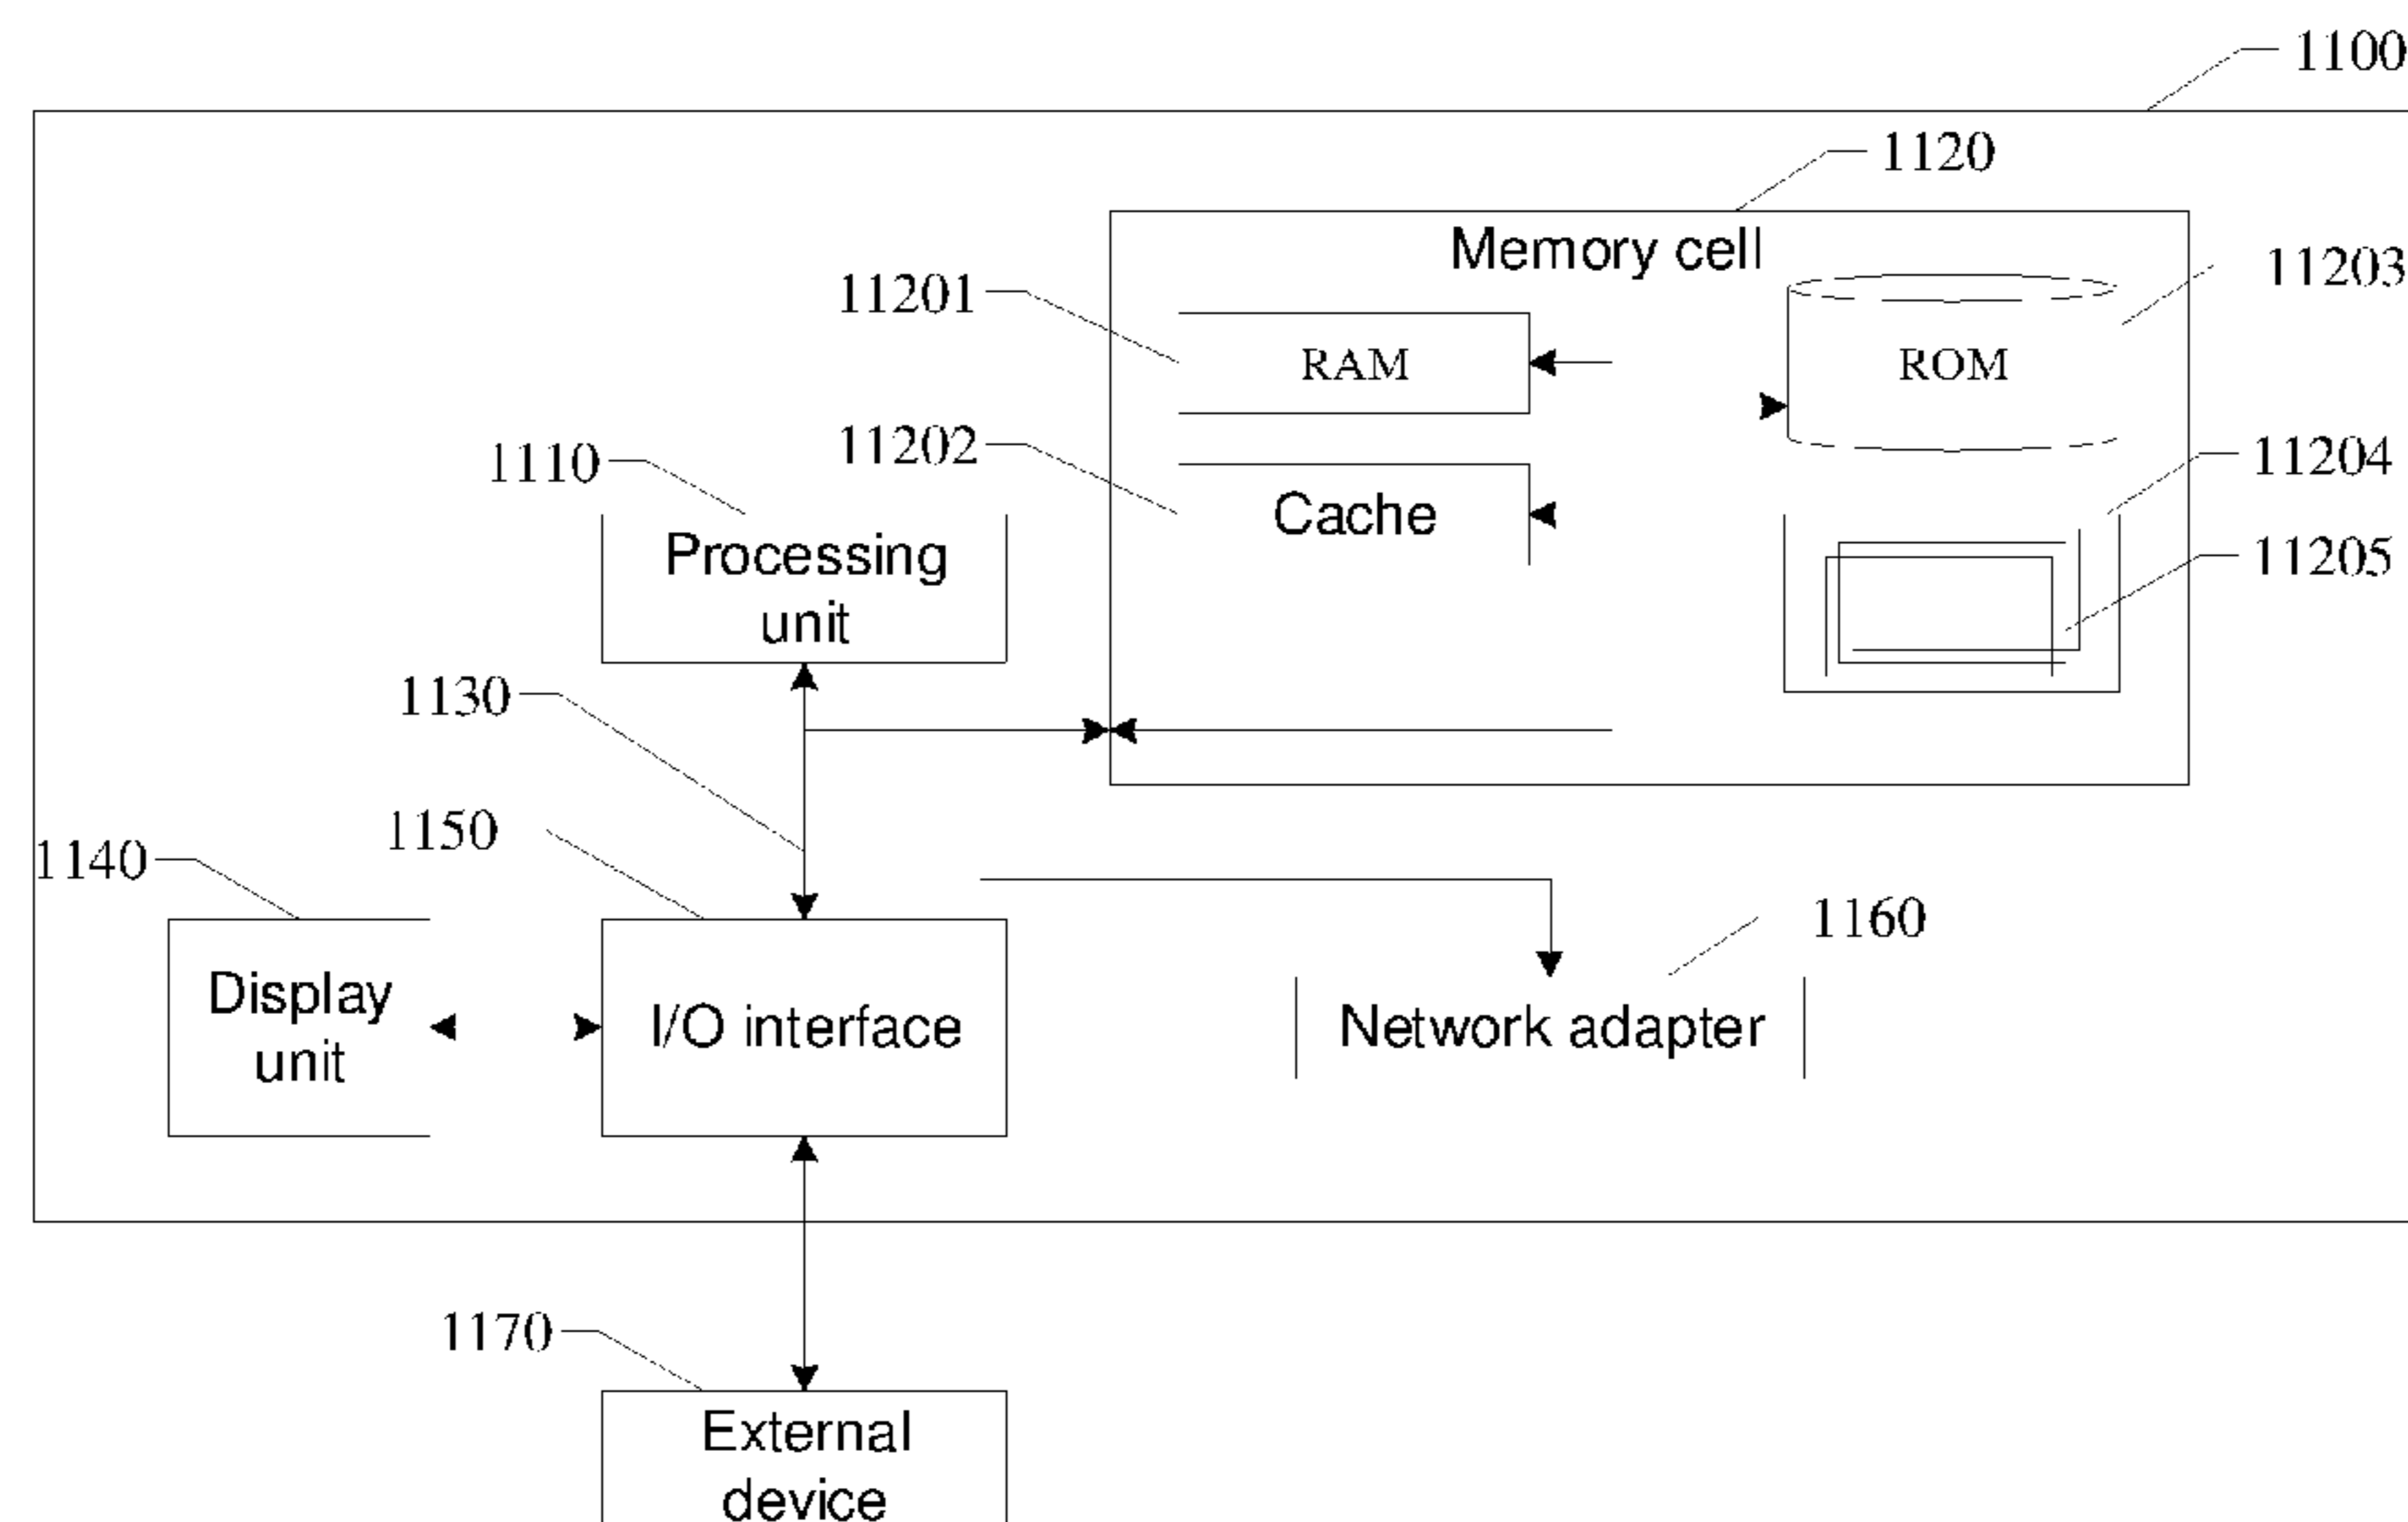 1100
1120
Memory cell
11203
11201
RAM
ROM
11202
1110
11204
Cache
11205
Processing
unit
1130
1150
1140
1160
Display
unit
I/O interface
Network adapter
1170
External
device